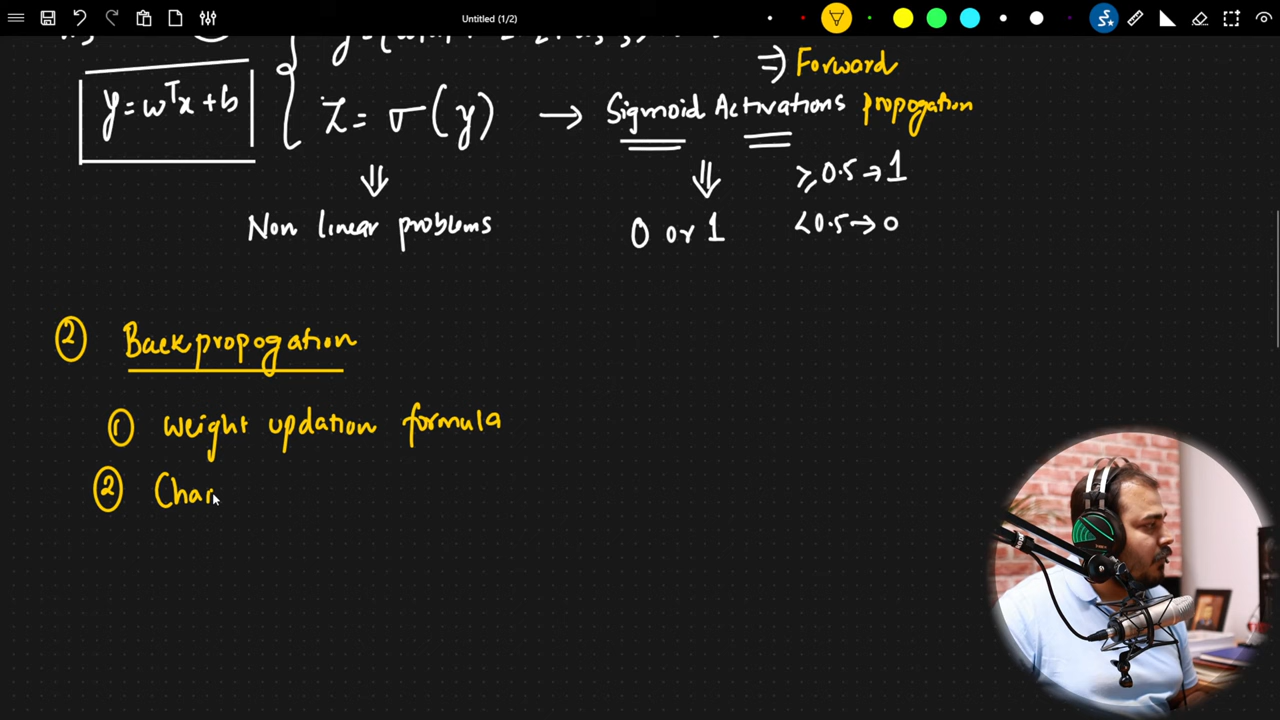 Untitled (1/2)
⇒ Forward
y = wᵀx + b
Z = σ(y) → Sigmoid Activations propogation
≥ 0.5 → 1
Non linear problems
0 or 1
< 0.5 → 0
② Backpropogation
① Weight updation formula
② Chai